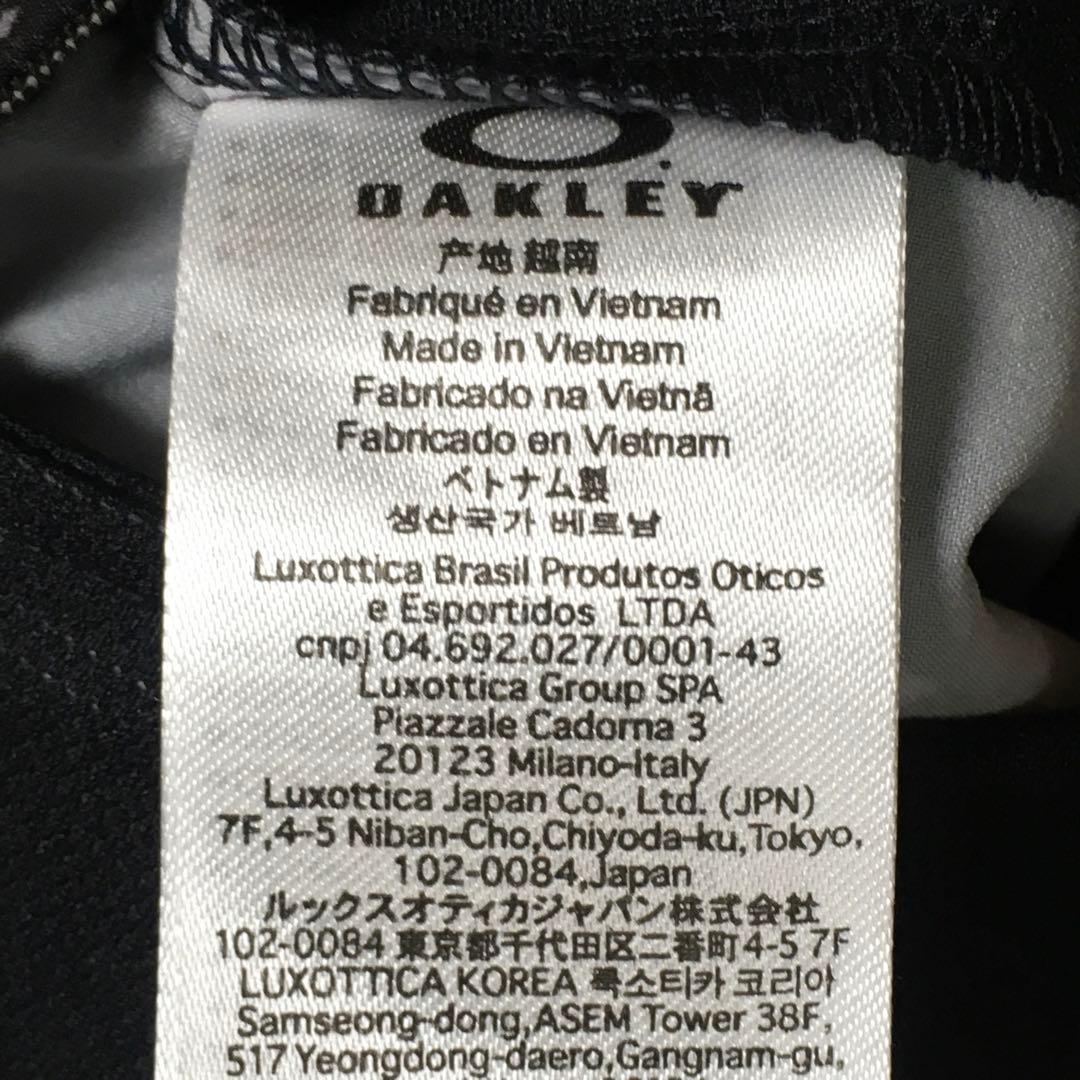 OAKLEY
产地 越南
Fabriqué en Vietnam
Made in Vietnam
Fabricado na Vietnã
Fabricado en Vietnam
ベトナム製
생산국가 베트남
Luxottica Brasil Produtos Oticos
e Esportidos LTDA
cnpj 04.692.027/0001-43
Luxottica Group SPA
Piazzale Cadorna 3
20123 Milano-Italy
Luxottica Japan Co., Ltd. (JPN)
7F,4-5 Niban-Cho,Chiyoda-ku,Tokyo,
102-0084,Japan
ルックスオティカジャパン株式会社
102-0084 東京都千代田区二番町4-5 7F
LUXOTTICA KOREA 룩소티카 코리아
Samseong-dong,ASEM Tower 38F,
517 Yeongdong-daero,Gangnam-gu,